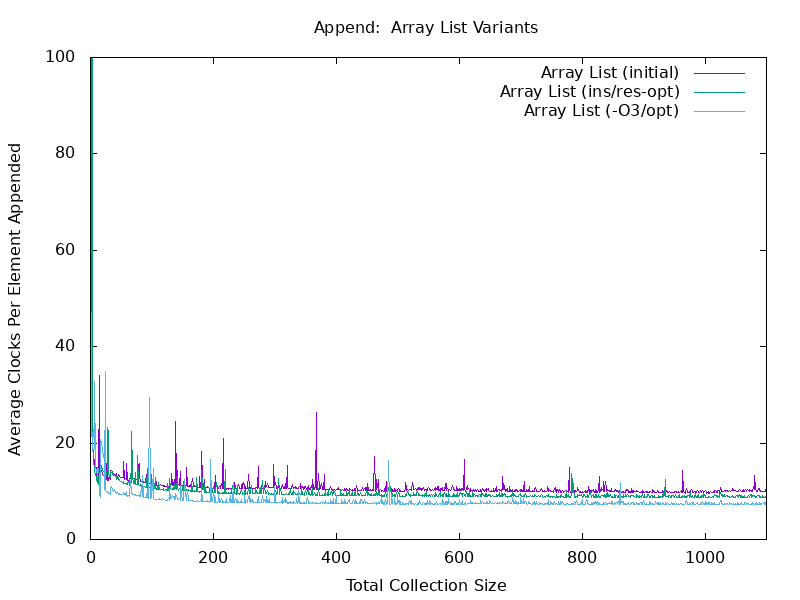 Append:  Array List Variants
Array List (initial)
Array List (ins/res-opt)
Array List (-O3/opt)
Average Clocks Per Element Appended
100
80
60
40
20
0
0 200 400 600 800 1000
Total Collection Size